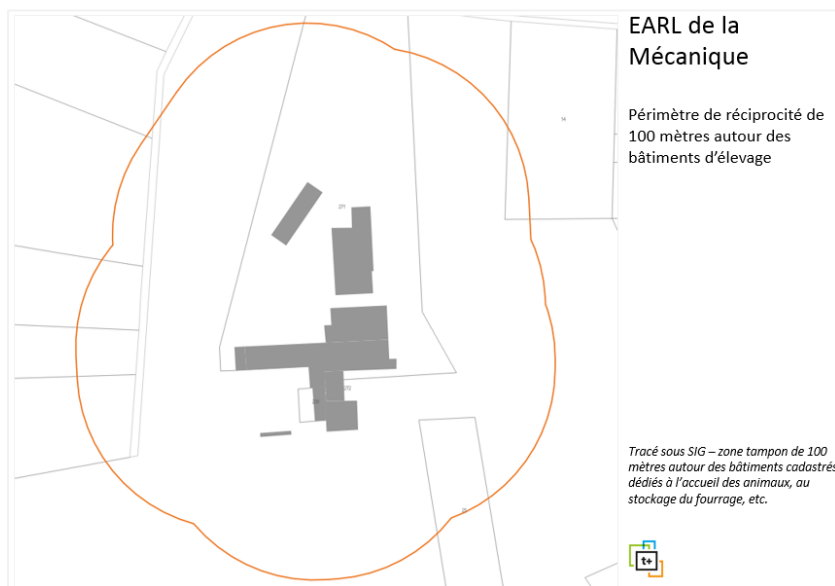 EARL de la
Mécanique
Périmètre de réciprocité de
100 mètres autour des
bâtiments d'élevage
Tracé sous SIG – zone tampon de 100
mètres autour des bâtiments cadastrés
dédiés à l'accueil des animaux, au
stockage du fourrage, etc.
t+